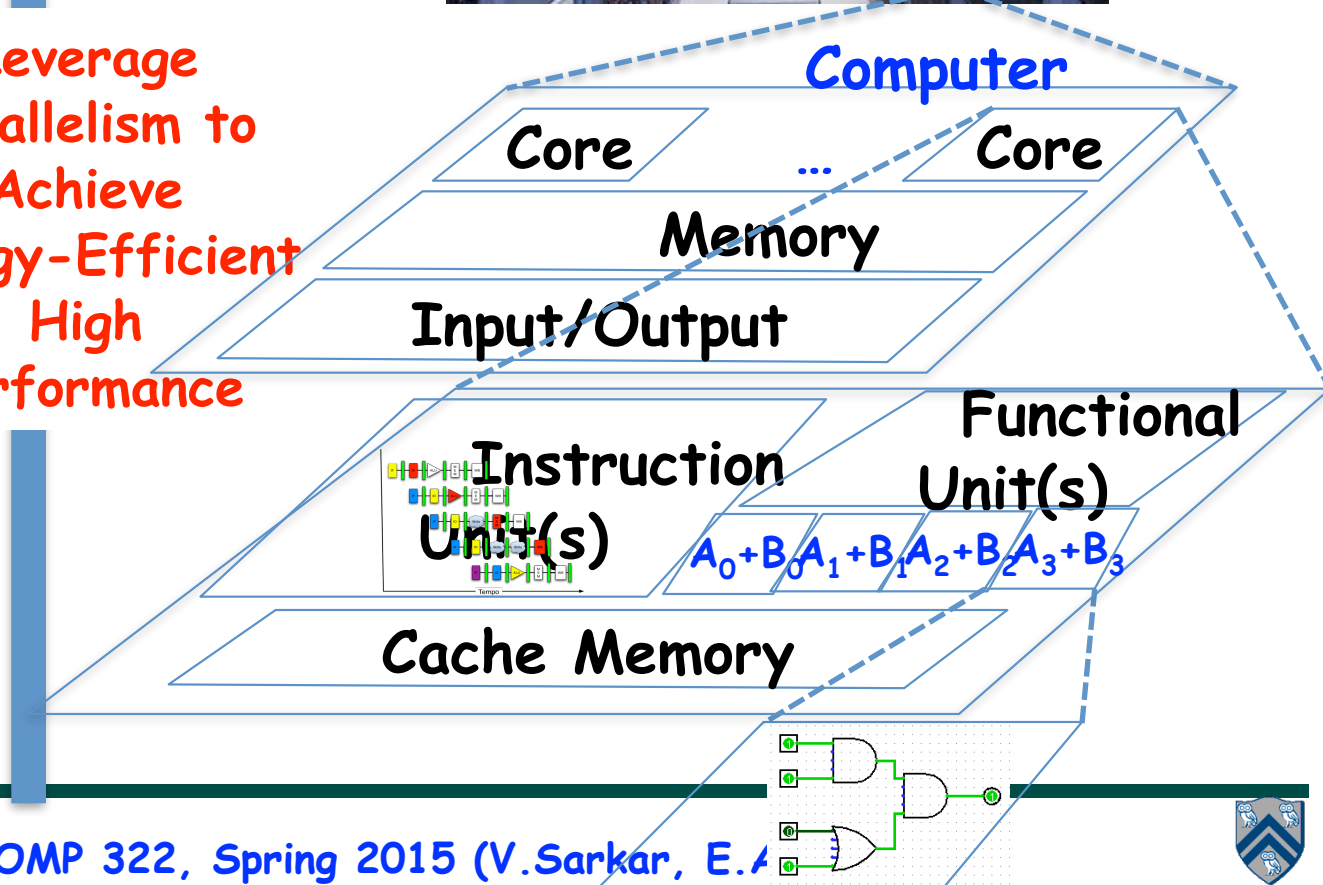 everage
allelism to
Achieve
gy-Efficient
High
rformance
Computer
Core ... Core
Memory
Input/Output
Instruction
Unit(s)
Tempo
Functional
Unit(s)
A0+B0 A1+B1 A2+B2 A3+B3
Cache Memory
OMP 322, Spring 2015 (V.Sarkar, E.A